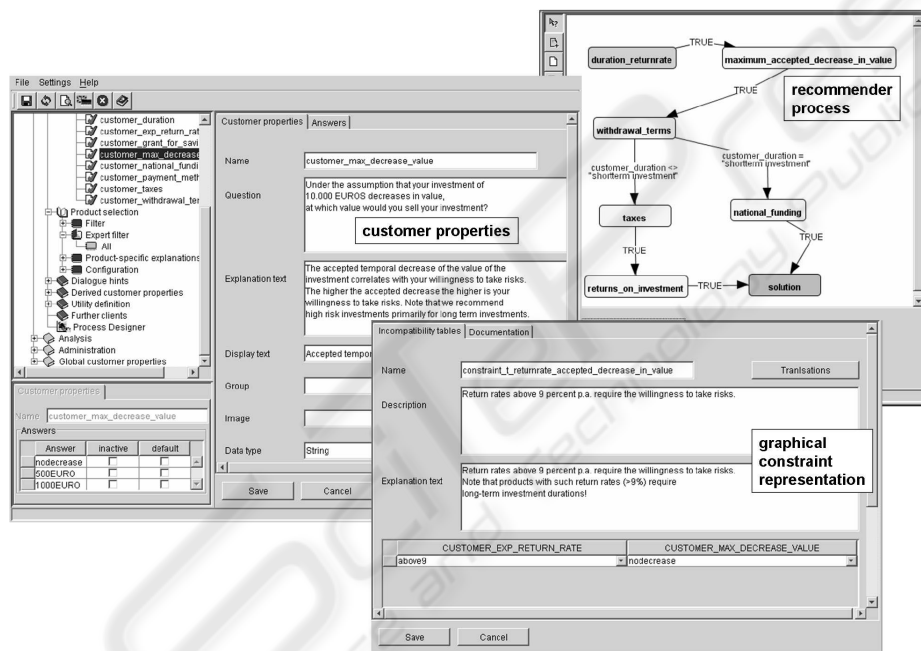 File Settings Help
customer_duration
customer_exp_return_rat
customer_grant_for_savi
customer_max_decrease
customer_national_fundi
customer_payment_meth
customer_taxes
customer_withdrawal_ter
Product selection
Filter
Expert filter
All
Product-specific explanations
Configuration
Dialogue hints
Derived customer properties
Utility definition
Further clients
Process Designer
Analysis
Administration
Global customer properties
Customer properties
Name: customer_max_decrease_value
Answers
Answer inactive default
nodecrease
500EURO
1000EURO
Customer properties Answers
Name customer_max_decrease_value
Question Under the assumption that your investment of
10.000 EUROS decreases in value,
at which value would you sell your investment?
customer properties
Explanation text The accepted temporal decrease of the value of the
investment correlates with your willingness to take risks.
The higher the accepted decrease the higher is your
willingness to take risks. Note that we recommend
high risk investments primarily for long term investments.
Display text Accepted tempor
Group
Image
Data type String
Save Cancel
duration_returnrate TRUE maximum_accepted_decrease_in_value
recommender
process
TRUE
withdrawal_terms
customer_duration <>
"shortterm investment"
customer_duration =
"shortterm investment"
taxes national_funding
TRUE TRUE
returns_on_investment TRUE solution
Incompatibility tables Documentation
Name constraint_t_returnrate_accepted_decrease_in_value Tranlsations
Description Return rates above 9 percent p.a. require the willingness to take risks.
graphical
constraint
representation
Explanation text Return rates above 9 percent p.a. require the willingness to take risks.
Note that products with such return rates (>9%) require
long-term investment durations!
CUSTOMER_EXP_RETURN_RATE CUSTOMER_MAX_DECREASE_VALUE
above9 nodecrease
Save Cancel